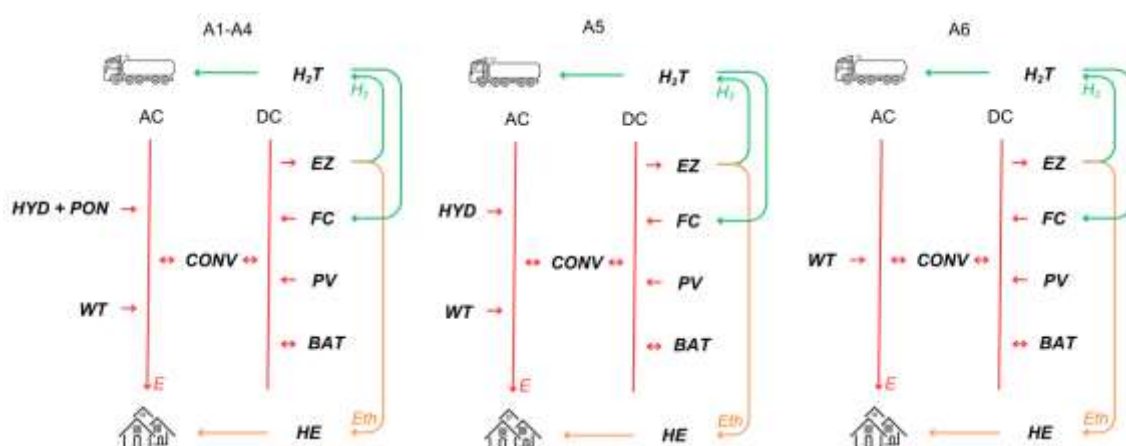 A1-A4
H₂T
H₂
AC
DC
EZ
HYD + PON
FC
CONV
PV
WT
BAT
E
Eth
HE
A5
H₂T
H₂
AC
DC
EZ
HYD
FC
CONV
PV
WT
BAT
E
Eth
HE
A6
H₂T
H₂
AC
DC
EZ
FC
WT
CONV
PV
BAT
E
Eth
HE